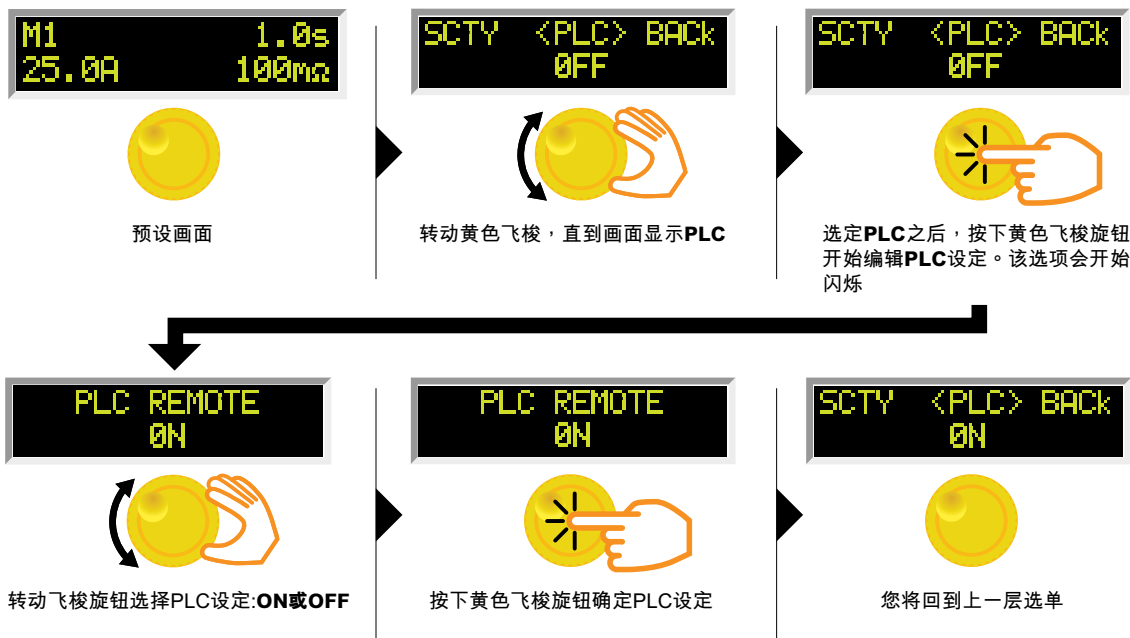 M1 1.0s
25.0A 100mΩ
预设画面
SCTY <PLC> BACk
0FF
转动黄色飞梭，直到画面显示PLC
SCTY <PLC> BACk
0FF
选定PLC之后，按下黄色飞梭旋钮
开始编辑PLC设定。该选项会开始
闪烁
PLC REMOTE
0N
转动飞梭旋钮选择PLC设定:ON或OFF
PLC REMOTE
0N
按下黄色飞梭旋钮确定PLC设定
SCTY <PLC> BACk
0N
您将回到上一层选单